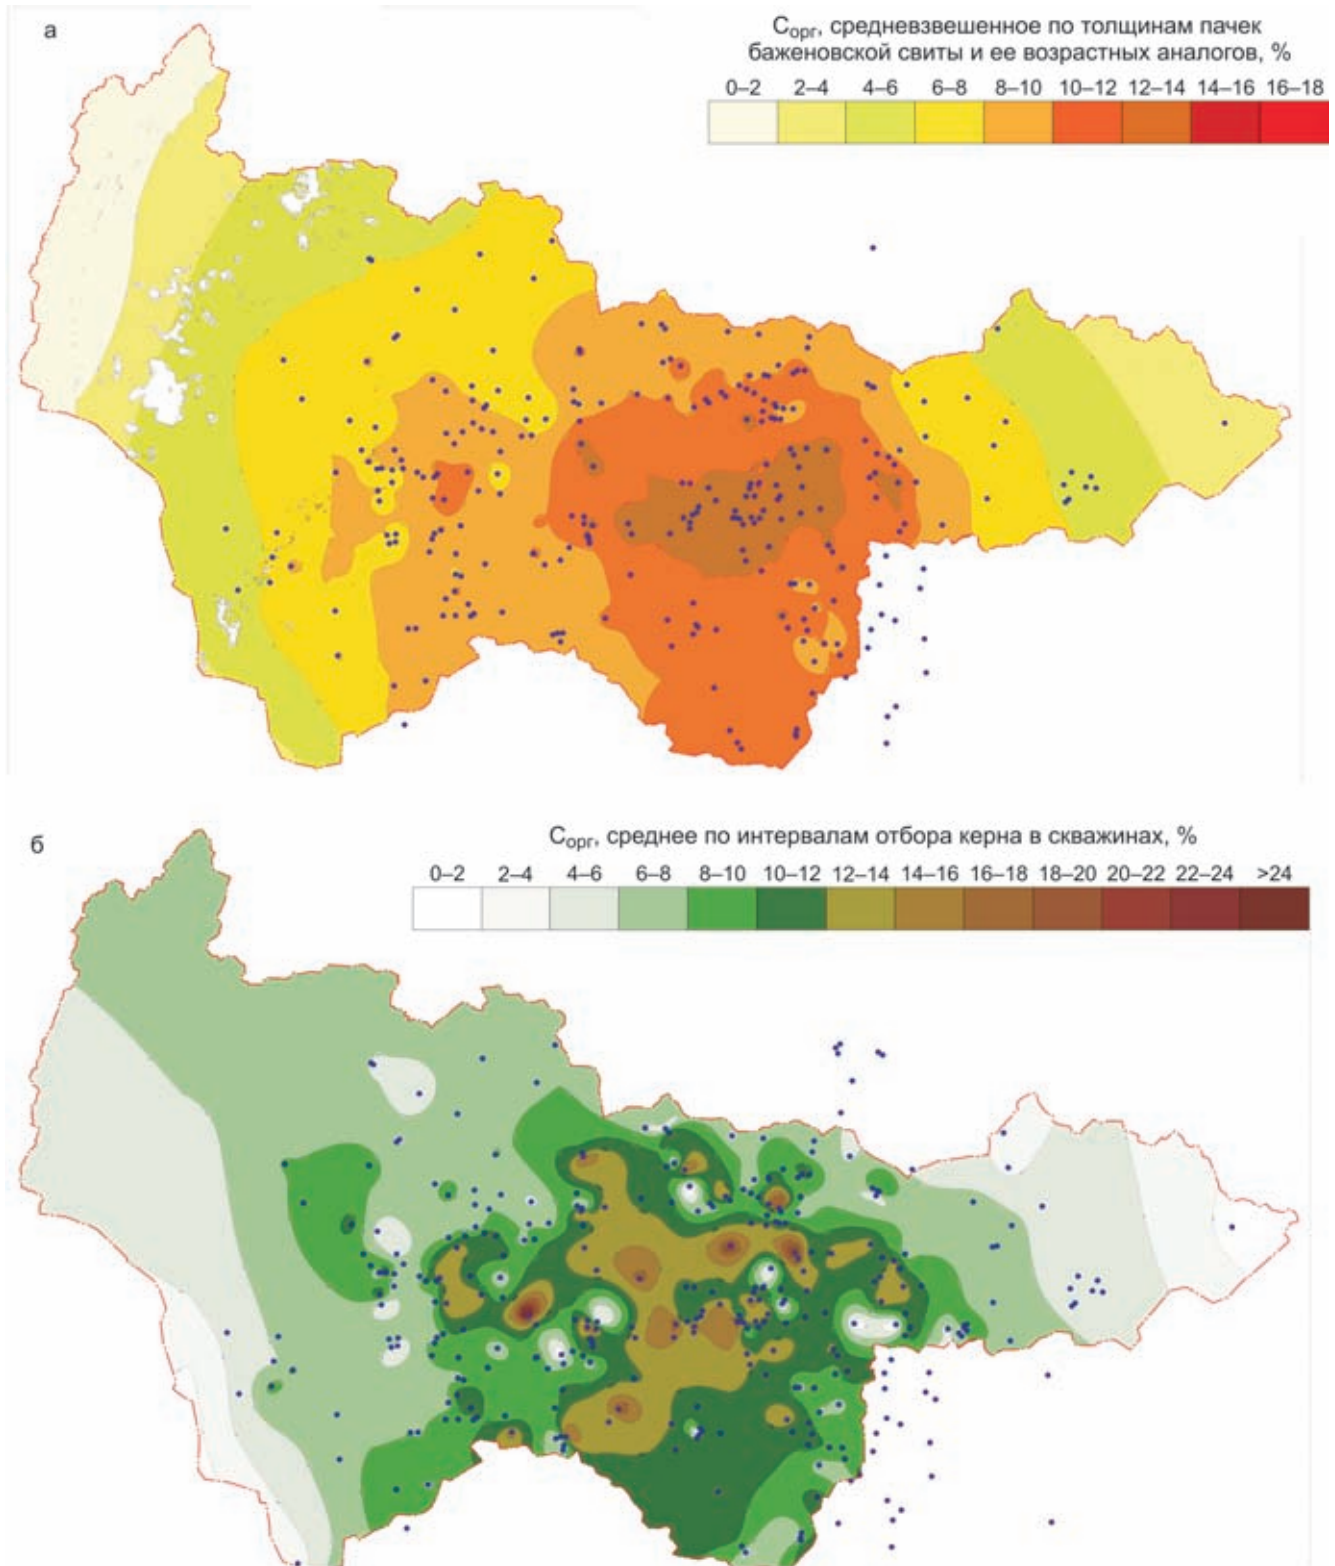 а
Cорг, средневзвешенное по толщинам пачек
баженовской свиты и ее возрастных аналогов, %
0–2 2–4 4–6 6–8 8–10 10–12 12–14 14–16 16–18
б
Cорг, среднее по интервалам отбора керна в скважинах, %
0–2 2–4 4–6 6–8 8–10 10–12 12–14 14–16 16–18 18–20 20–22 22–24 >24